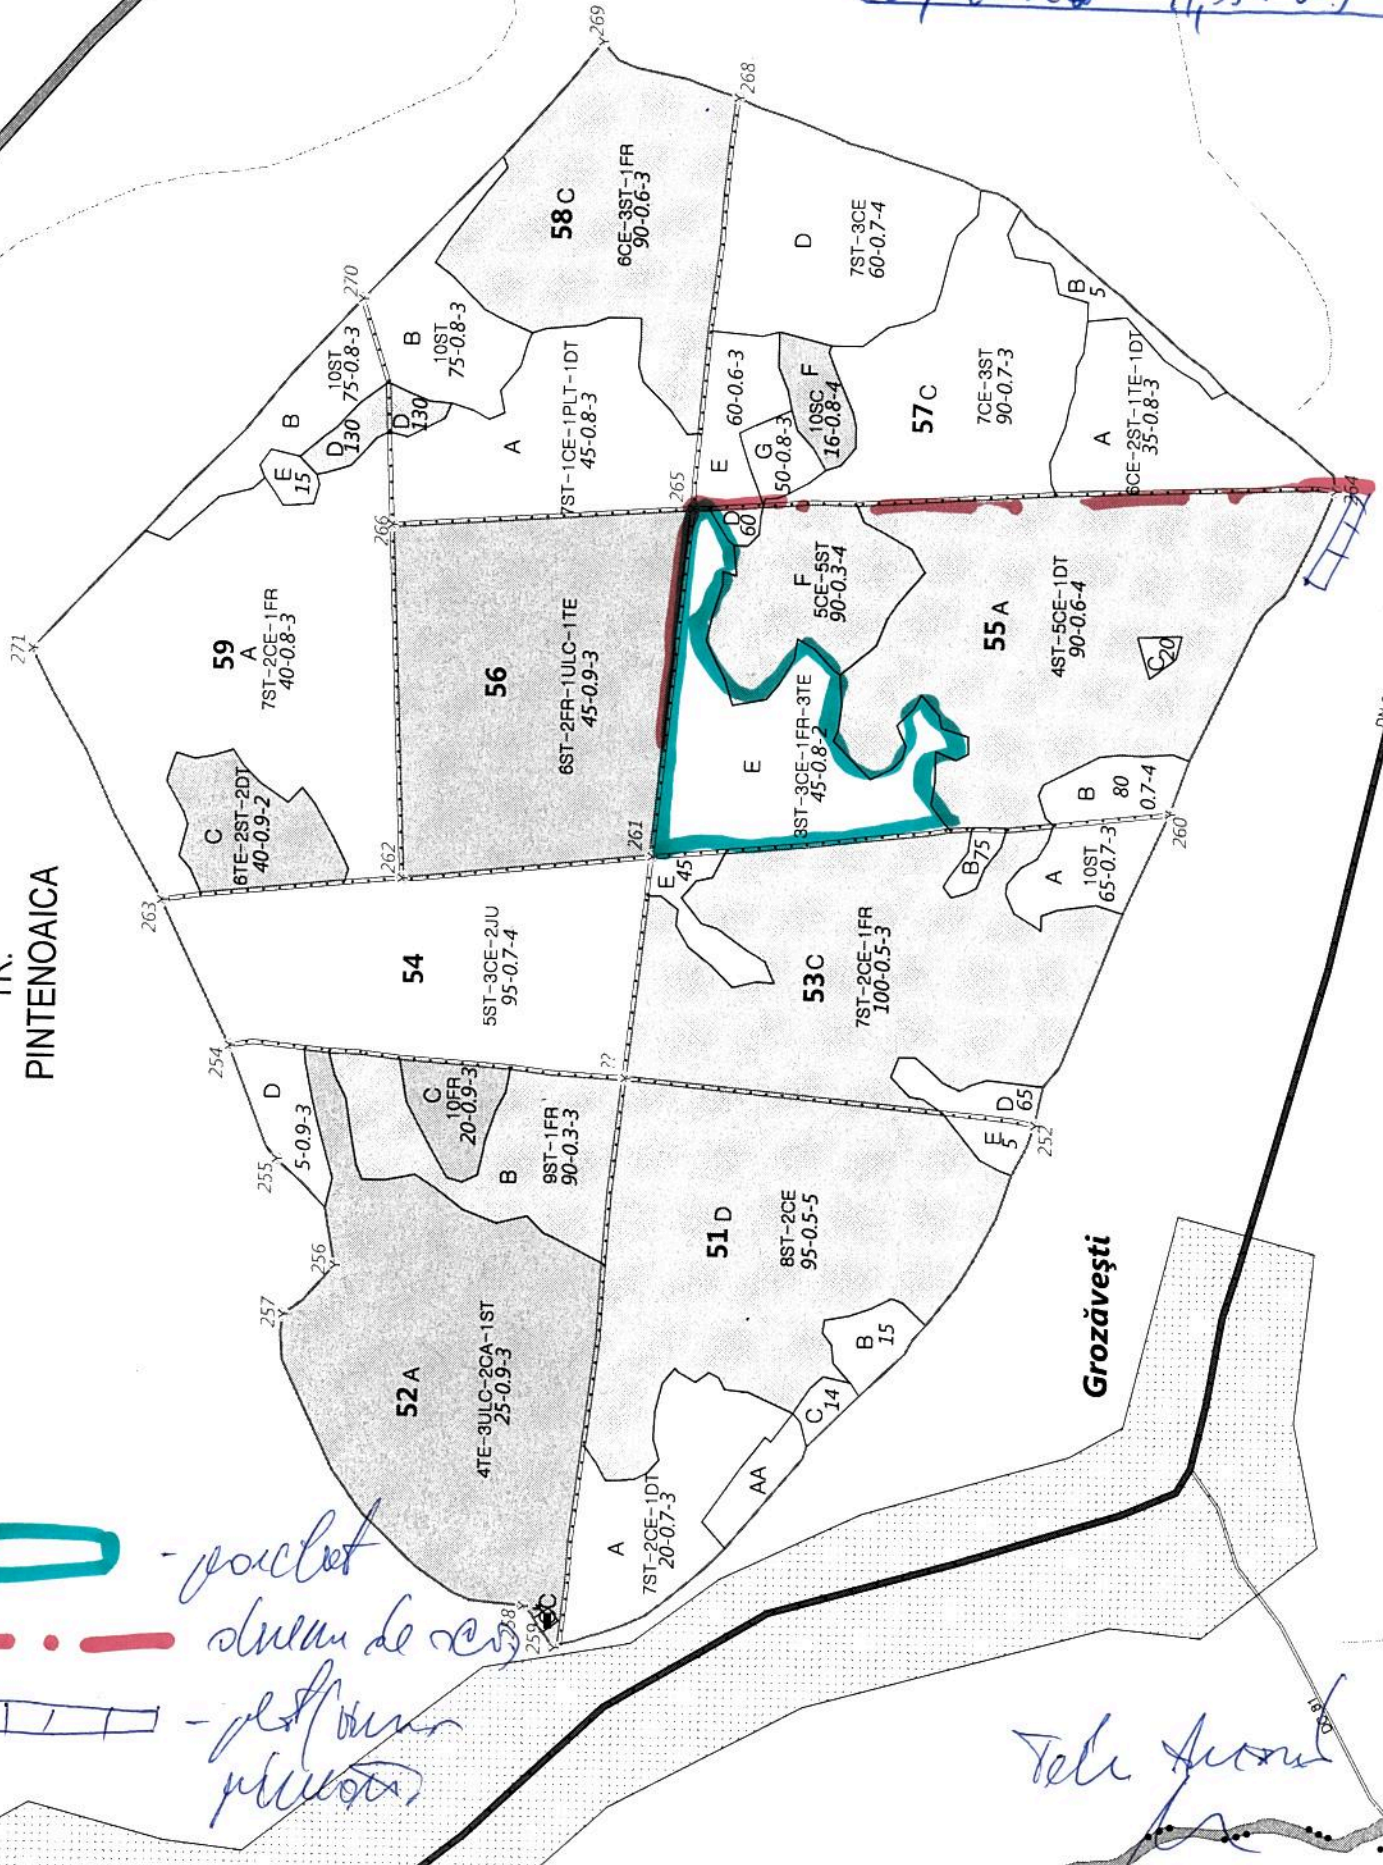 PINTENOAICA
269
268
270
271
58 C
6CE-3ST-1FR
90-0.6-3
B
10ST
75-0.8-3
B
10ST
75-0.8-3
D
130
D
130
E
15
A
7ST-1CE-1PLT-1DT
45-0.8-3
D
7ST-3CE
60-0.7-4
B
5
E
60-0.6-3
F
10SC
16-0.8-4
G
50-0.8-3
57 C
7CE-3ST
90-0.7-3
A
6CE-2ST-1TE-1DT
35-0.8-3
265
266
264
59
A
7ST-2CE-1FR
40-0.8-3
C
6TE-2ST-2DT
40-0.9-2
56
6ST-2FR-1ULC-1TE
45-0.9-3
D
60
F
5CE-5ST
90-0.3-4
E
3ST-3CE-1FR-3TE
45-0.8-2
55 A
4ST-5CE-1DT
90-0.6-4
C 20
B
80
0.7-4
263
262
261
260
54
5ST-3CE-2JU
95-0.7-4
E
45
B 75
A
10ST
65-0.7-3
53 C
7ST-2CE-1FR
100-0.5-3
254
255
256
257
??
D
5-0.9-3
C
10FR
20-0.9-3
B
9ST-1FR
90-0.3-3
D
65
E
5
252
52 A
4TE-3ULC-2CA-1ST
25-0.9-3
51 D
8ST-2CE
95-0.5-5
B
15
C 14
AA
A
7ST-2CE-1DT
20-0.7-3
258
259
C
Grozăvești
- parchet
drum de
- platforma